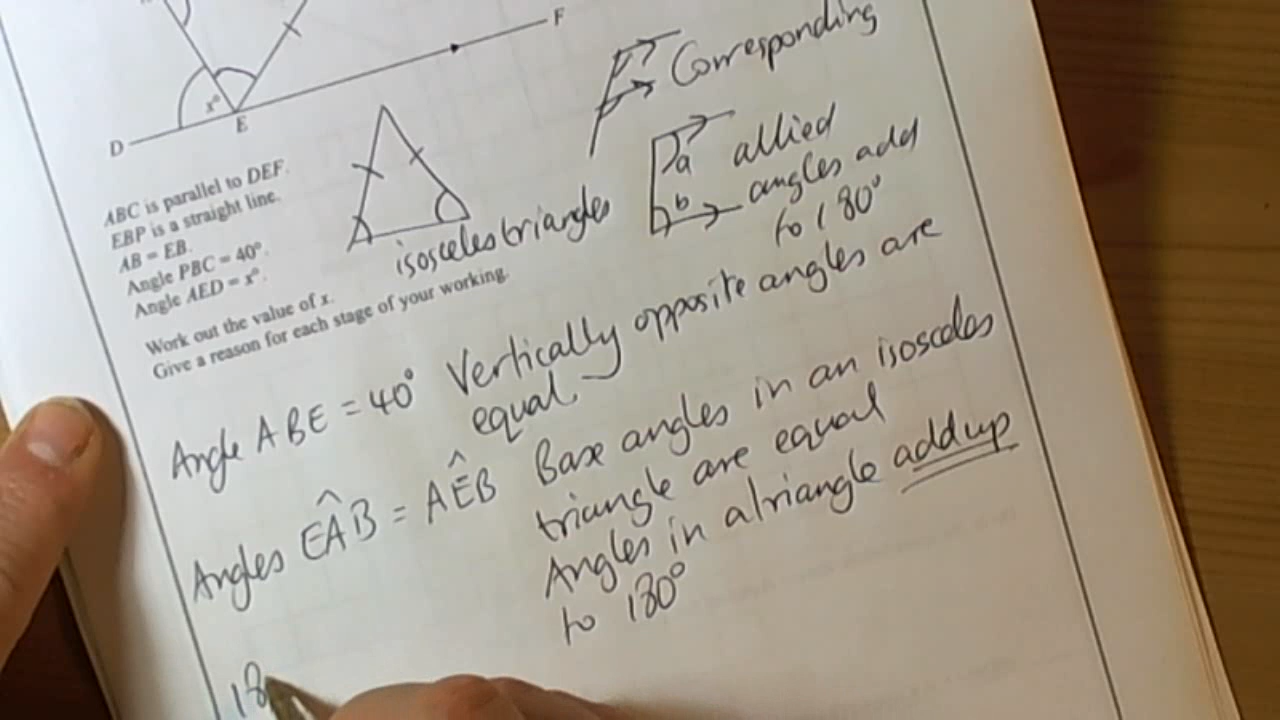 F
Corresponding
x°
D
E
a allied
b angles add
to 180°
ABC is parallel to DEF.
EBP is a straight line.
AB = EB.
Angle PBC = 40°.
Angle AED = x°.
isosceles triangles
Work out the value of x.
Give a reason for each stage of your working.
Angle ABE = 40° Vertically opposite angles are
equal.
Angles EÂB = AÊB Base angles in an isosceles
triangle are equal
Angles in a triangle add up
to 180°
18